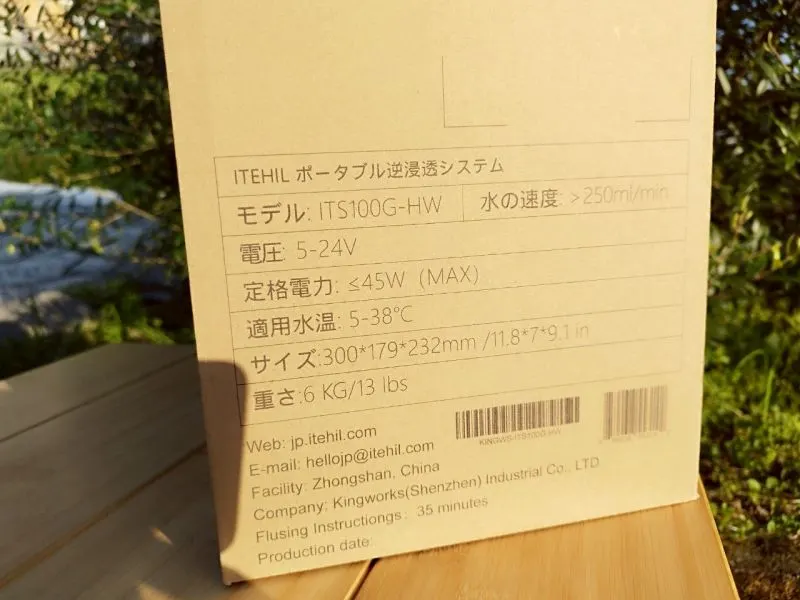 ITEHIL ポータブル逆浸透システム
モデル: ITS100G-HW 水の速度: >250ml/min
電圧: 5-24V
定格電力: ≤45W (MAX)
適用水温: 5-38℃
サイズ:300*179*232mm /11.8*7*9.1 in
重さ:6 KG/13 lbs
KINGWS-ITS100G-HW
Web: jp.itehil.com
E-mail: hellojp@itehil.com
Facility: Zhongshan, China
Company: Kingworks(Shenzhen) Industrial Co., LTD
Flusing Instructiongs: 35 minutes
Production date: